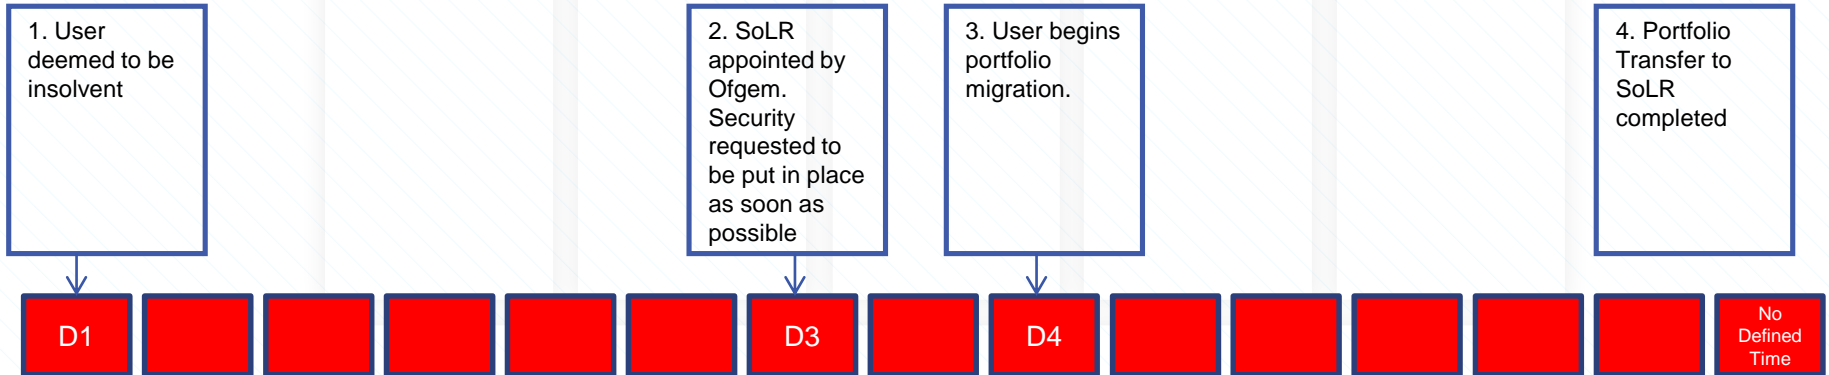 1. User
deemed to be
insolvent
2. SoLR
appointed by
Ofgem.
Security
requested to
be put in place
as soon as
possible
3. User begins
portfolio
migration.
4. Portfolio
Transfer to
SoLR
completed
D1
D3
D4
No
Defined
Time